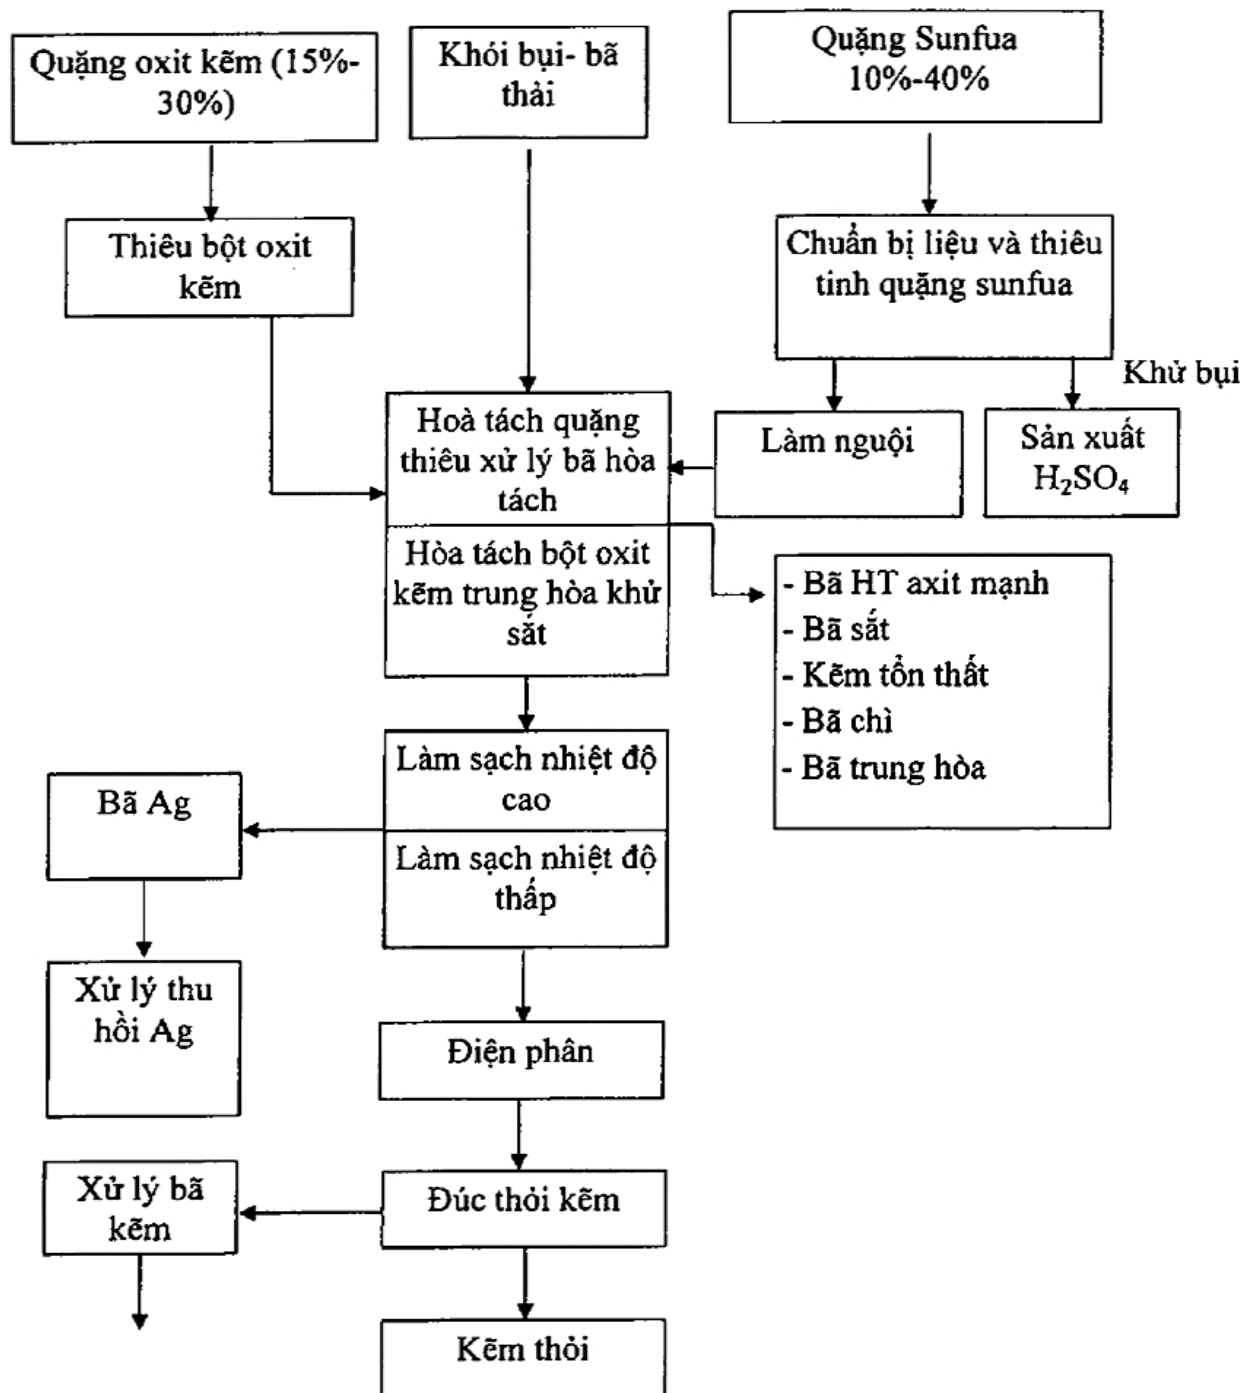 Quặng oxit kẽm (15%-
30%)
Khói bụi- bã
thải
Quặng Sunfua
10%-40%
Thiêu bột oxit
kẽm
Chuẩn bị liệu và thiêu
tinh quặng sunfua
Khử bụi
Hoà tách quặng
thiêu xử lý bã hòa
tách
Làm nguội
Sản xuất
H₂SO₄
Hòa tách bột oxit
kẽm trung hòa khử
sắt
- Bã HT axit mạnh
- Bã sắt
- Kẽm tổn thất
- Bã chì
- Bã trung hòa
Làm sạch nhiệt độ
cao
Bã Ag
Làm sạch nhiệt độ
thấp
Xử lý thu
hồi Ag
Điện phân
Xử lý bã
kẽm
Đúc thỏi kẽm
Kẽm thỏi